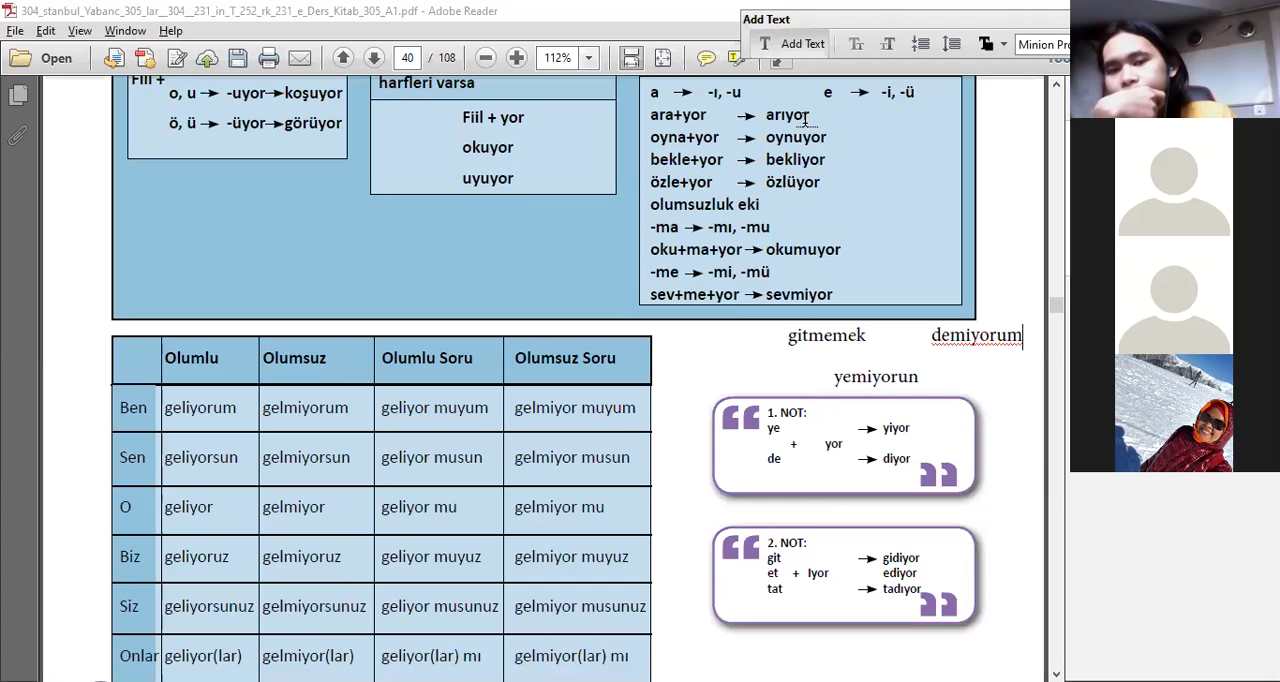 304_stanbul_Yabanc_305_lar__304__231_in_T_252_rk_231_e_Ders_Kitab_305_A1.pdf - Adobe Reader
File Edit View Window Help
Open 40 / 108 112%
Add Text
Add Text Minion Pro
Fiil +
o, u → -uyor→koşuyor
ö, ü → -üyor→görüyor
harfleri varsa
Fiil + yor
okuyor
uyuyor
a → -ı, -u e → -i, -ü
ara+yor → arıyor
oyna+yor → oynuyor
bekle+yor → bekliyor
özle+yor → özlüyor
olumsuzluk eki
-ma → -mı, -mu
oku+ma+yor → okumuyor
-me → -mi, -mü
sev+me+yor → sevmiyor
gitmemek demiyorum
yemiyorun
Olumlu Olumsuz Olumlu Soru Olumsuz Soru
Ben geliyorum gelmiyorum geliyor muyum gelmiyor muyum
Sen geliyorsun gelmiyorsun geliyor musun gelmiyor musun
O geliyor gelmiyor geliyor mu gelmiyor mu
Biz geliyoruz gelmiyoruz geliyor muyuz gelmiyor muyuz
Siz geliyorsunuz gelmiyorsunuz geliyor musunuz gelmiyor musunuz
Onlar geliyor(lar) gelmiyor(lar) geliyor(lar) mı gelmiyor(lar) mı
1. NOT:
ye → yiyor
+ yor
de → diyor
2. NOT:
git → gidiyor
et + Iyor ediyor
tat → tadıyor